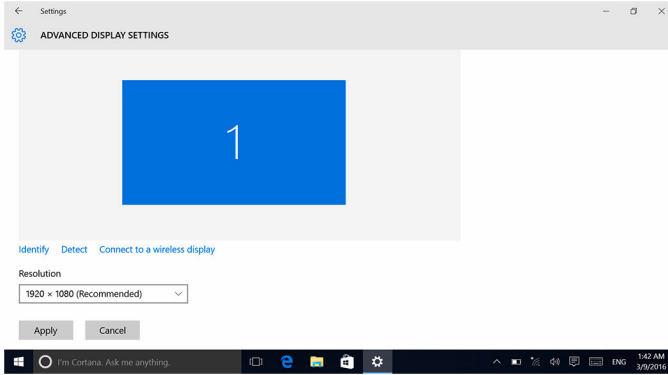 Settings
ADVANCED DISPLAY SETTINGS
1
Identify Detect Connect to a wireless display
Resolution
1920 × 1080 (Recommended)
Apply Cancel
I'm Cortana. Ask me anything.
ENG
1:42 AM
3/9/2016